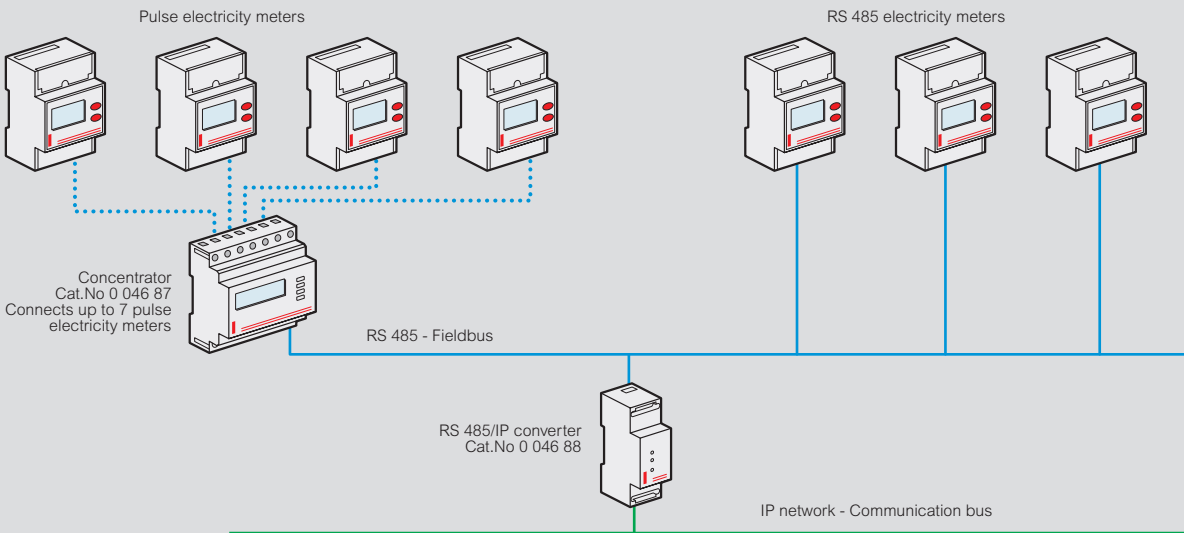 Pulse electricity meters
RS 485 electricity meters
Concentrator
Cat.No 0 046 87
Connects up to 7 pulse
electricity meters
RS 485 - Fieldbus
RS 485/IP converter
Cat.No 0 046 88
IP network - Communication bus